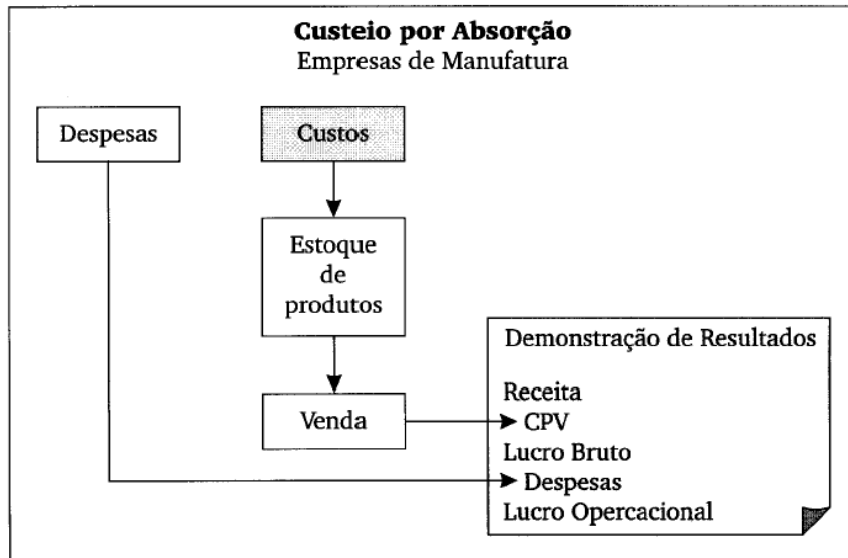 Custeio por Absorção
Empresas de Manufatura
Despesas
Custos
Estoque
de
produtos
Venda
Demonstração de Resultados
Receita
CPV
Lucro Bruto
Despesas
Lucro Opercacional